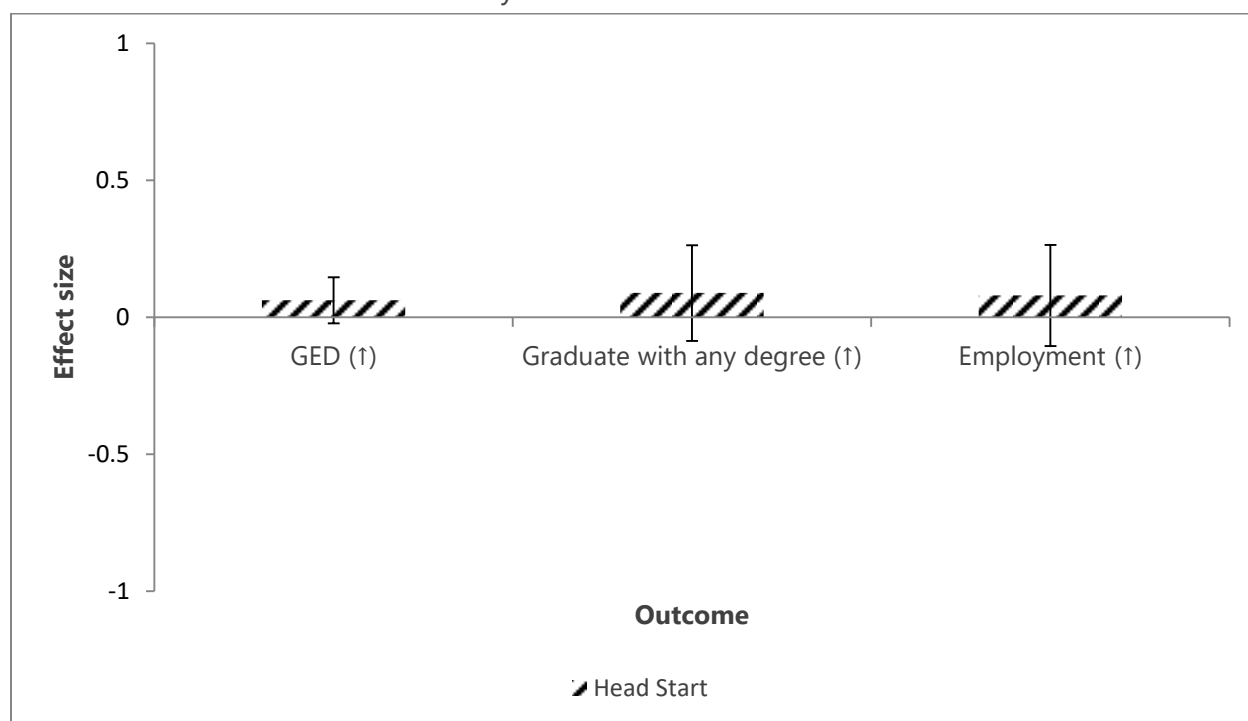 y
1
0.5
0
-0.5
-1
Effect size
GED (↑)
Graduate with any degree (↑)
Employment (↑)
Outcome
Head Start